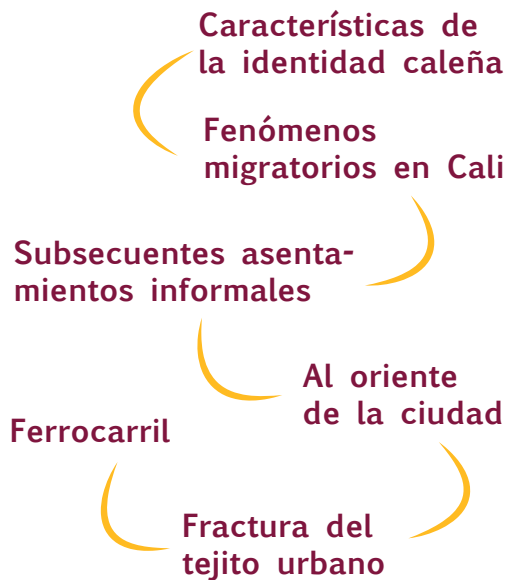 Características de
la identidad caleña
Fenómenos
migratorios en Cali
Subsecuentes asenta-
mientos informales
Al oriente
de la ciudad
Ferrocarril
Fractura del
tejito urbano